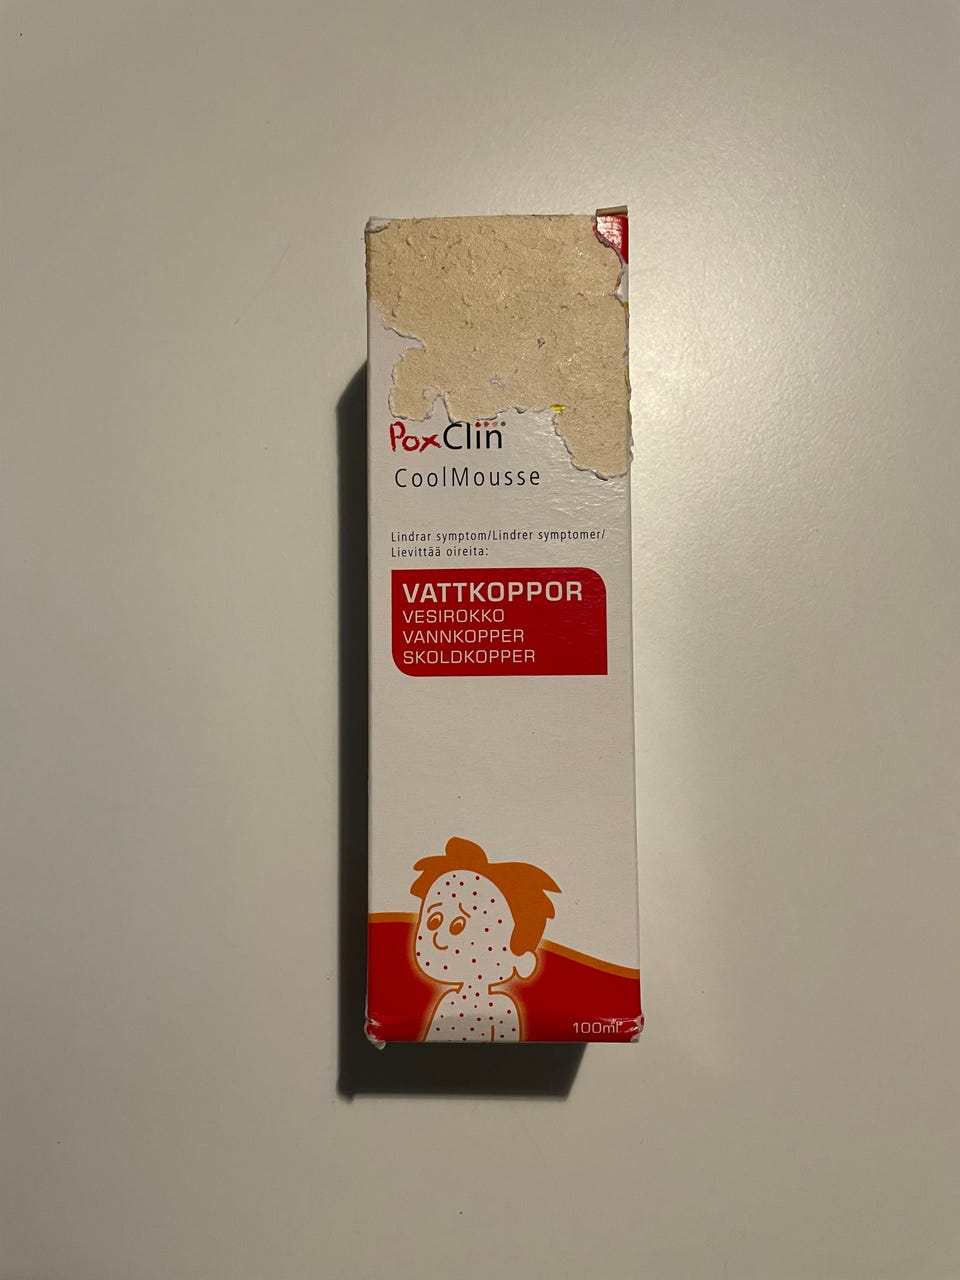 PoxClin®
CoolMousse
Lindrar symptom/Lindrer symptomer/
Lievittää oireita:
VATTKOPPOR
VESIROKKO
VANNKOPPER
SKOLDKOPPER
100ml